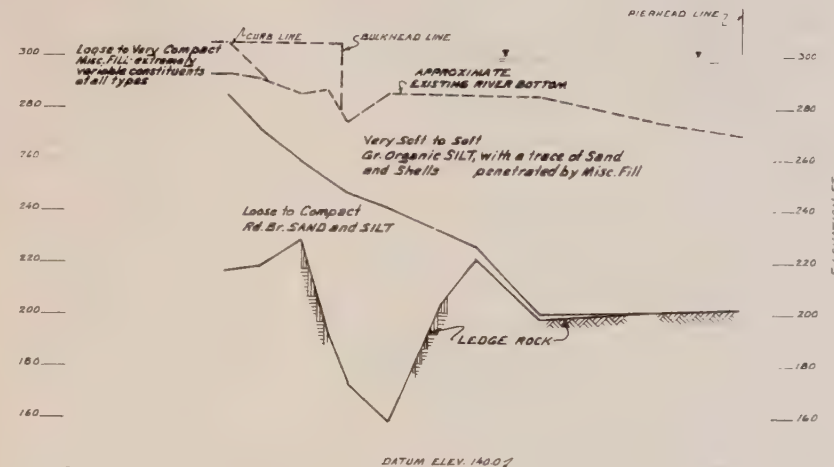 PIERHEAD LINE
CURB LINE
BULKHEAD LINE
300
Loose to Very Compact
Misc. FILL: extremely
variable constituents
of all types
300
APPROXIMATE
EXISTING RIVER BOTTOM
280
280
Very Soft to Soft
Gr. Organic SILT, with a trace of Sand
and Shells penetrated by Misc. Fill
260
260
240
Loose to Compact
Rd. Br. SAND and SILT
240
220
220
200
200
LEDGE ROCK
180
180
160
160
DATUM ELEV. 140.0